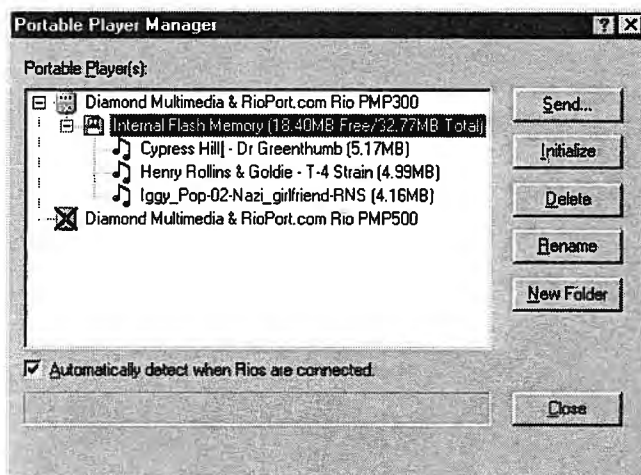 Portable Player Manager
Portable Player(s):
Diamond Multimedia & RioPort.com Rio PMP300
Internal Flash Memory (18.40MB Free/32.77MB Total)
Cypress Hill| - Dr Greenthumb (5.17MB)
Henry Rollins & Goldie - T-4 Strain (4.99MB)
Iggy_Pop-02-Nazi_girlfriend-RNS (4.16MB)
Diamond Multimedia & RioPort.com Rio PMP500
Send...
Initialize
Delete
Rename
New Folder
Automatically detect when Rios are connected.
Close